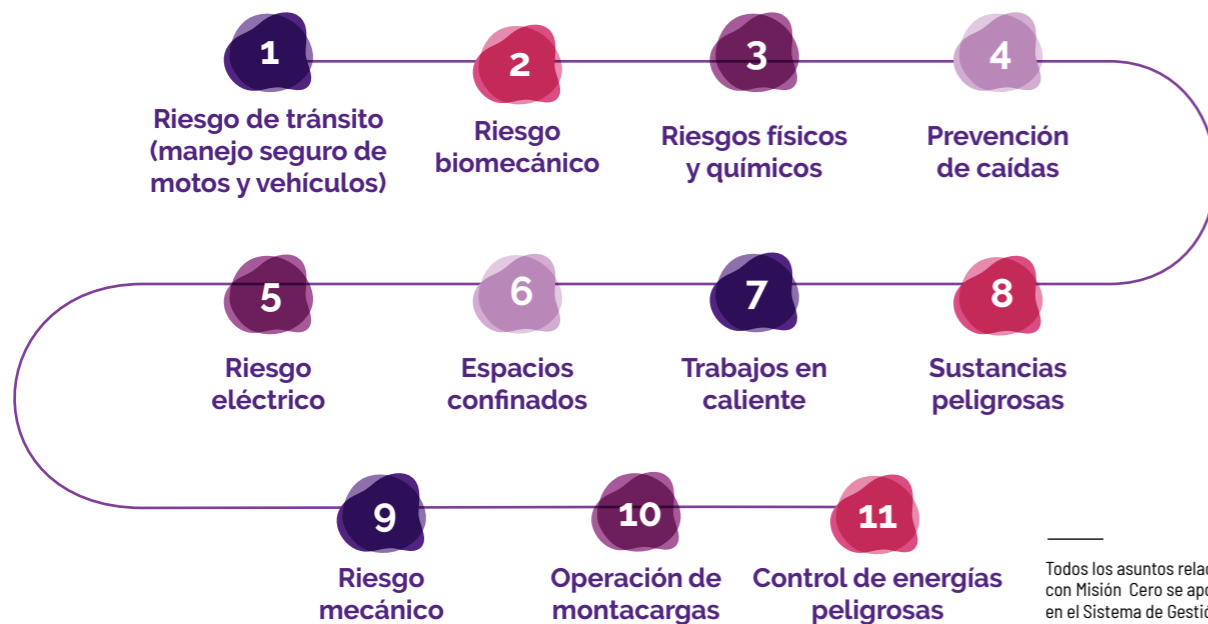 1
Riesgo de tránsito
(manejo seguro de
motos y vehículos)
2
Riesgo
biomecánico
3
Riesgos físicos
y químicos
4
Prevención
de caídas
5
Riesgo
eléctrico
6
Espacios
confinados
7
Trabajos en
caliente
8
Sustancias
peligrosas
9
Riesgo
mecánico
10
Operación de
montacargas
11
Control de energías
peligrosas
Todos los asuntos
con Misión Cero se
en el Sistema de